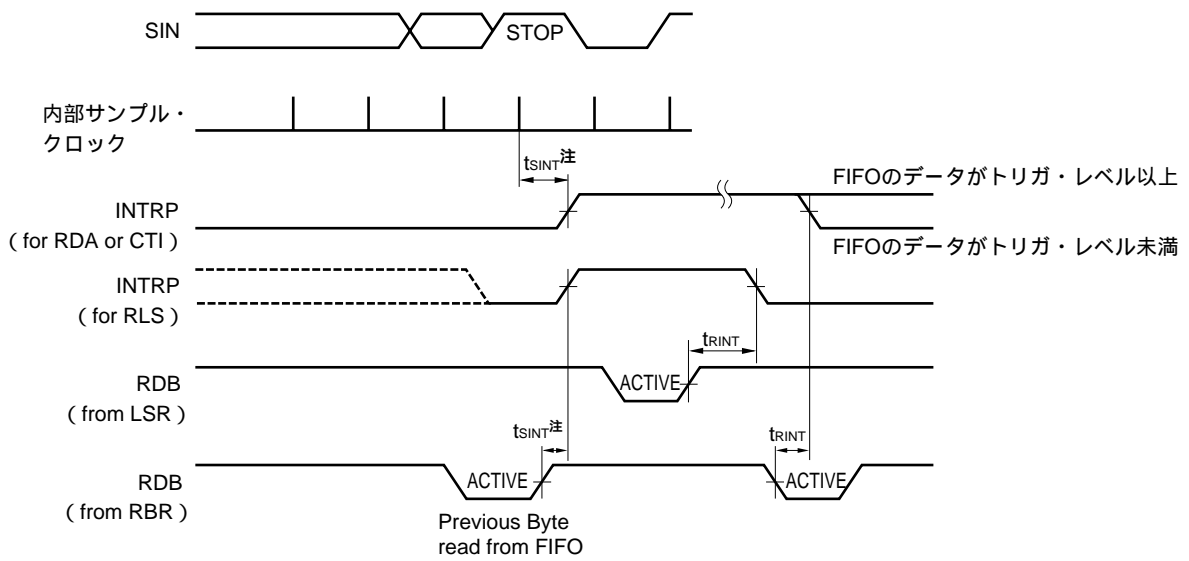 SIN
STOP
内部サンプル・
クロック
tSINT注
FIFOのデータがトリガ・レベル以上
INTRP
（for RDA or CTI）
FIFOのデータがトリガ・レベル未満
INTRP
（for RLS）
tRINT
RDB
（from LSR）
ACTIVE
tSINT注
tRINT
RDB
（from RBR）
ACTIVE
ACTIVE
Previous Byte
read from FIFO